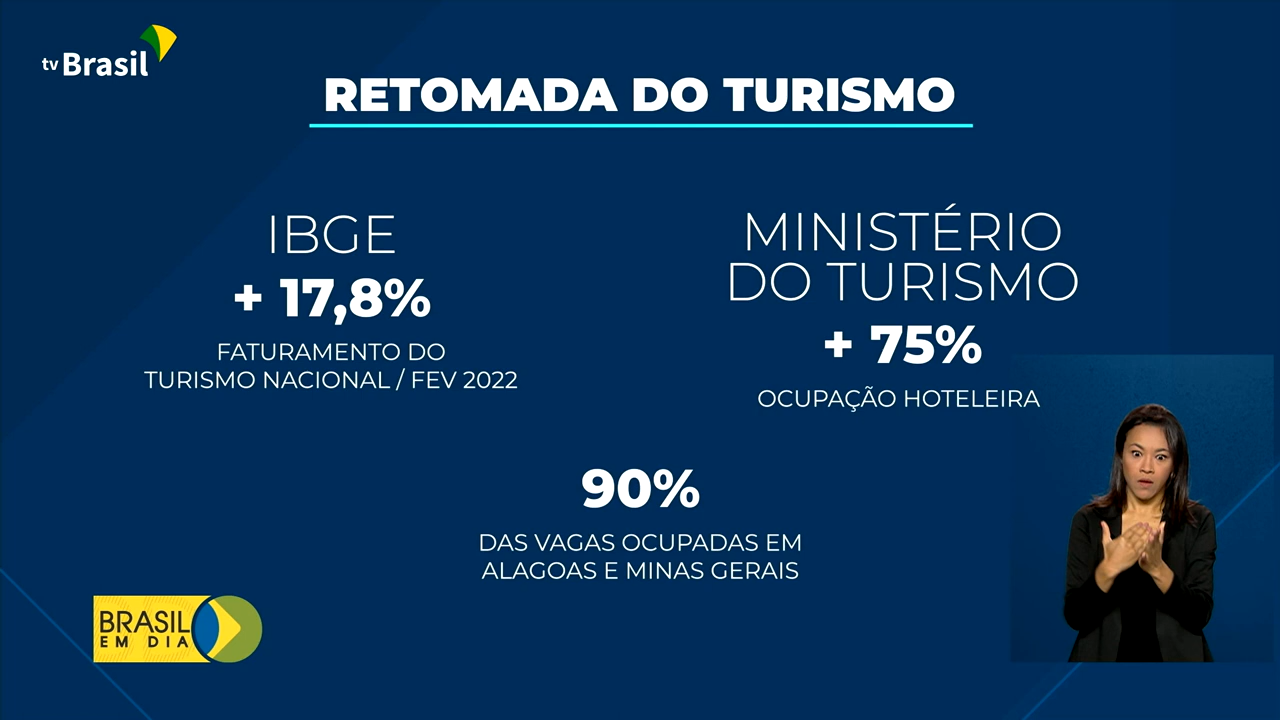 tv Brasil
RETOMADA DO TURISMO
IBGE
+ 17,8%
FATURAMENTO DO
TURISMO NACIONAL / FEV 2022
MINISTÉRIO
DO TURISMO
+ 75%
OCUPAÇÃO HOTELEIRA
90%
DAS VAGAS OCUPADAS EM
ALAGOAS E MINAS GERAIS
BRASIL
EM DIA